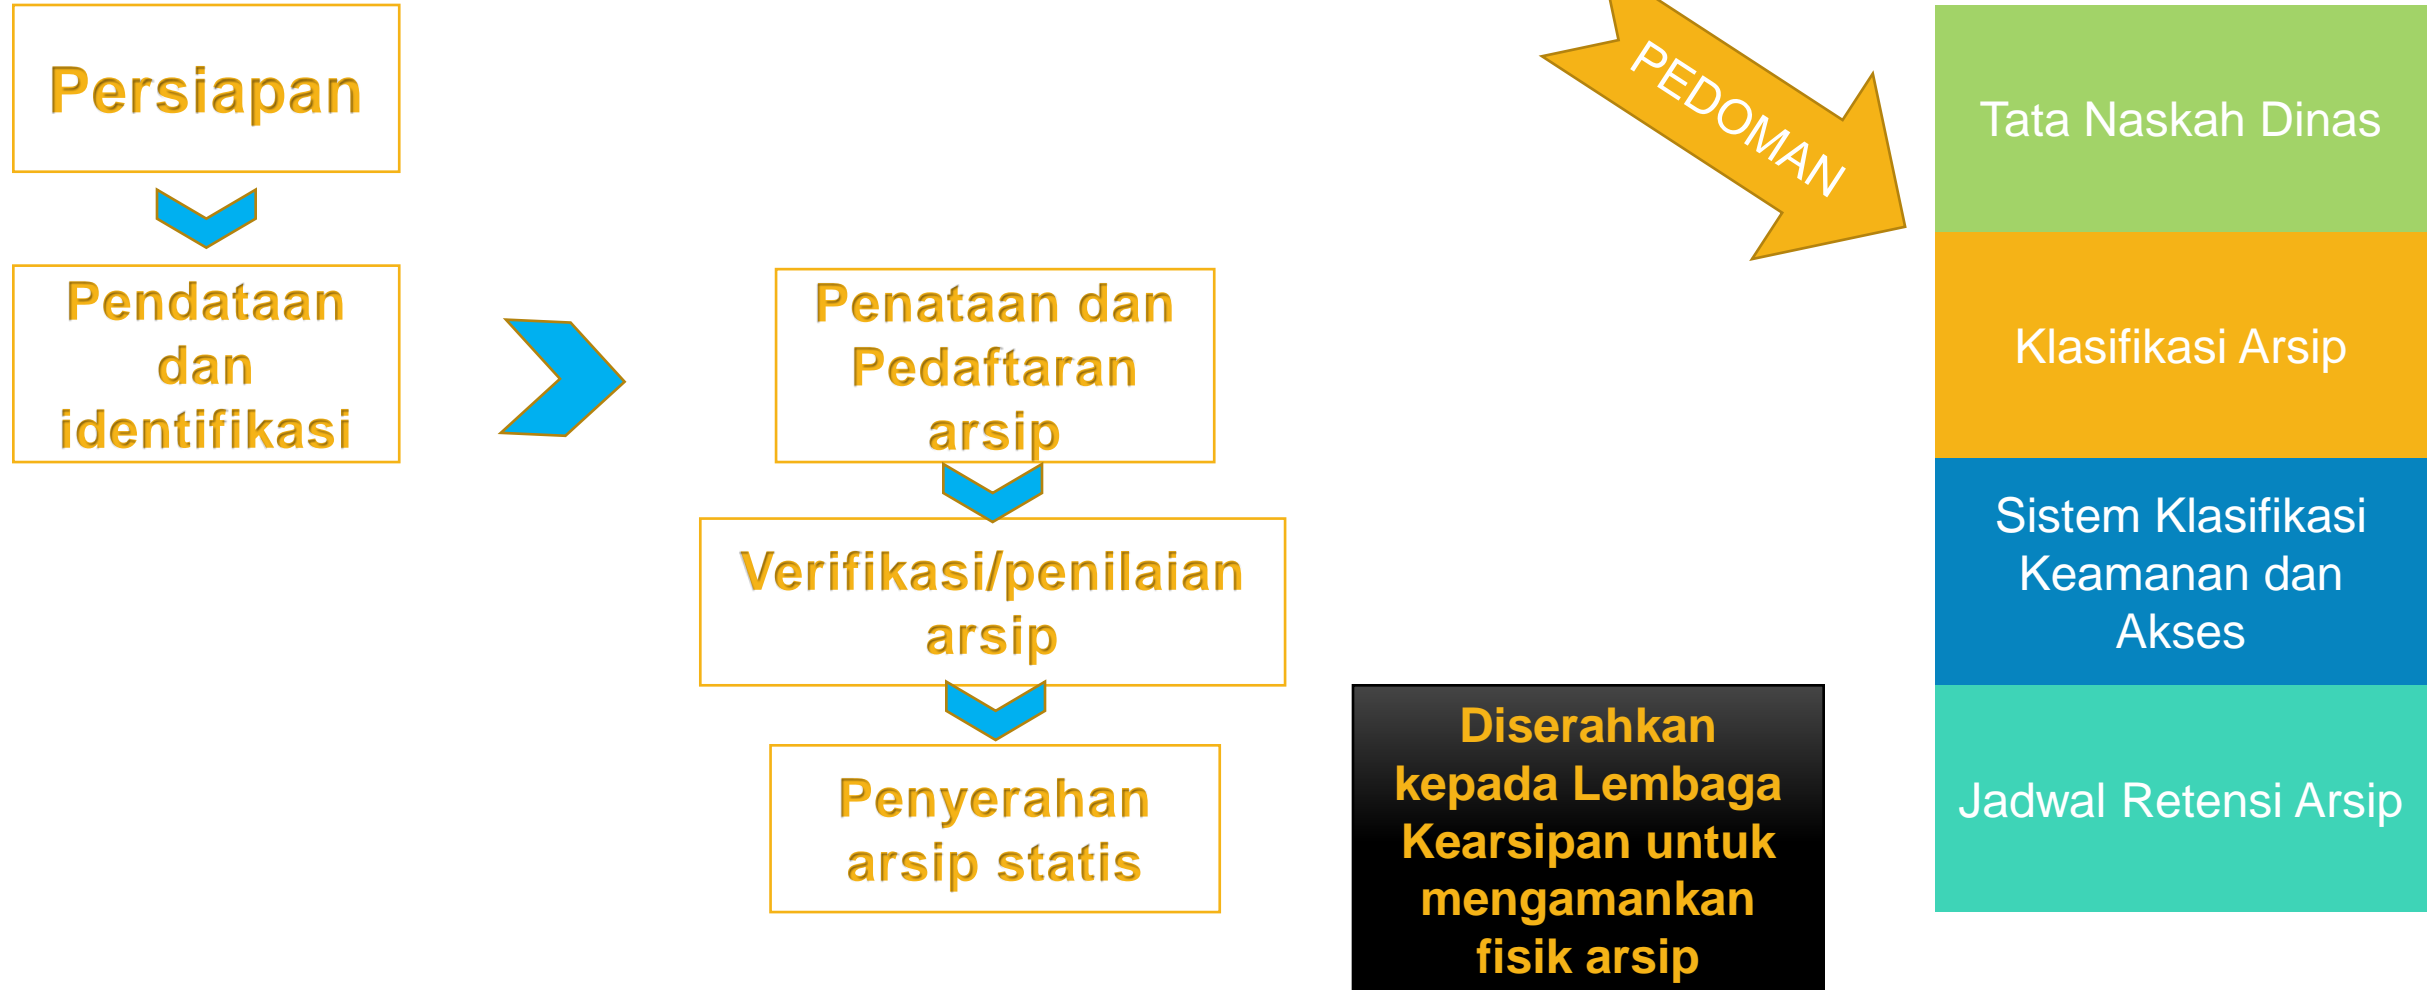 Persiapan
Pendataan
dan
identifikasi
Penataan dan
Pedaftaran
arsip
Verifikasi/penilaian
arsip
Penyerahan
arsip statis
Diserahkan
kepada Lembaga
Kearsipan untuk
mengamankan
fisik arsip
PEDOMAN
Tata Naskah Dinas
Klasifikasi Arsip
Sistem Klasifikasi
Keamanan dan
Akses
Jadwal Retensi Arsip